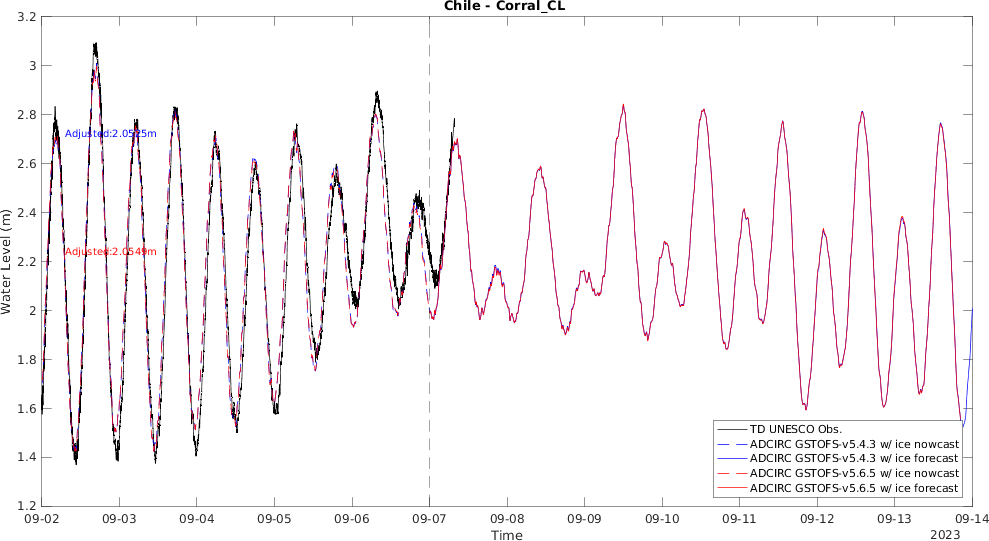 Chile - Corral_CL
3.2
3
2.8
2.6
2.4
2.2
2
1.8
1.6
1.4
1.2
Water Level (m)
Adjusted:2.0525m
Adjusted:2.0549m
TD UNESCO Obs.
ADCIRC GSTOFS-v5.4.3 w/ ice nowcast
ADCIRC GSTOFS-v5.4.3 w/ ice forecast
ADCIRC GSTOFS-v5.6.5 w/ ice nowcast
ADCIRC GSTOFS-v5.6.5 w/ ice forecast
09-02 09-03 09-04 09-05 09-06 09-07 09-08 09-09 09-10 09-11 09-12 09-13 09-14
Time
2023